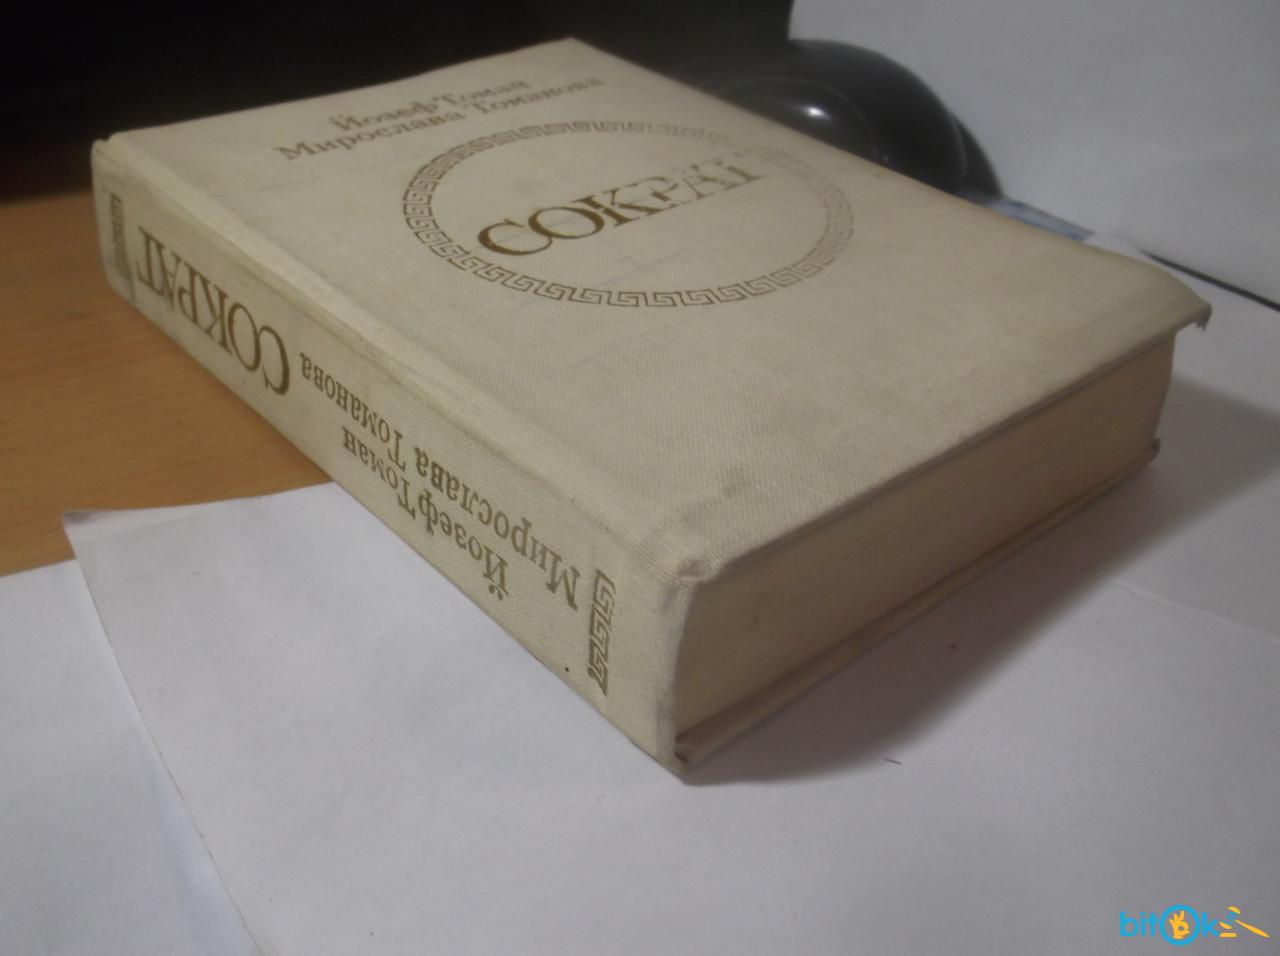 Йозеф Томан
Мирослава Томанова
СОКРАТ
Йозеф Томан
Мирослава Томанова
СОКРАТ
bitOk